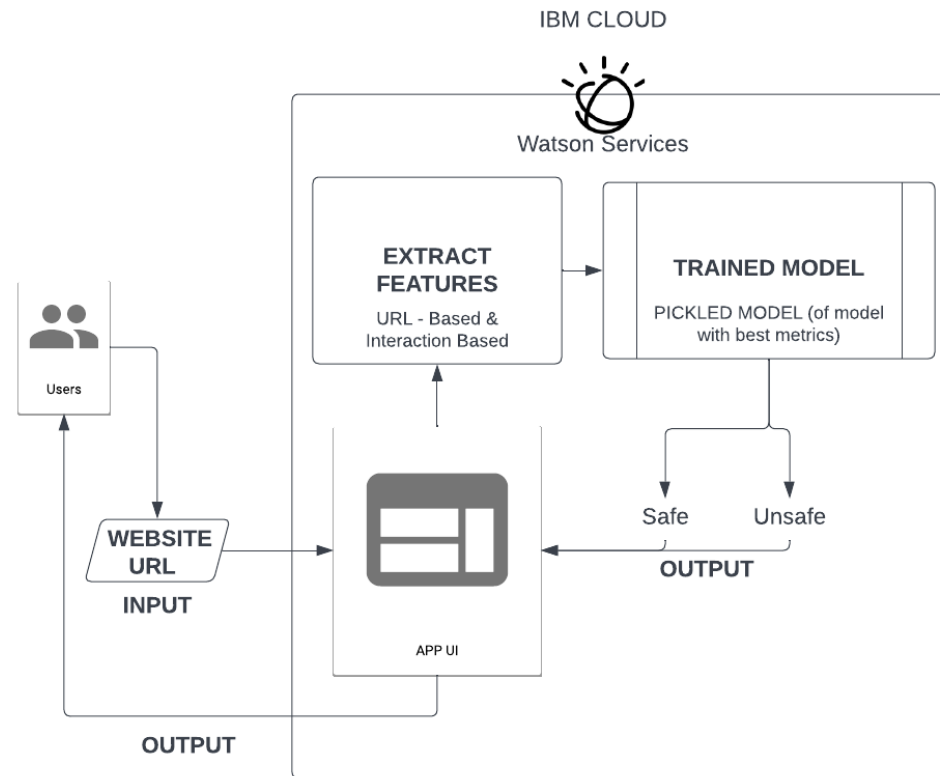 IBM CLOUD
Watson Services
EXTRACT
FEATURES
URL - Based &
Interaction Based
TRAINED MODEL
PICKLED MODEL (of model
with best metrics)
Users
WEBSITE
URL
INPUT
Safe
Unsafe
OUTPUT
APP UI
OUTPUT